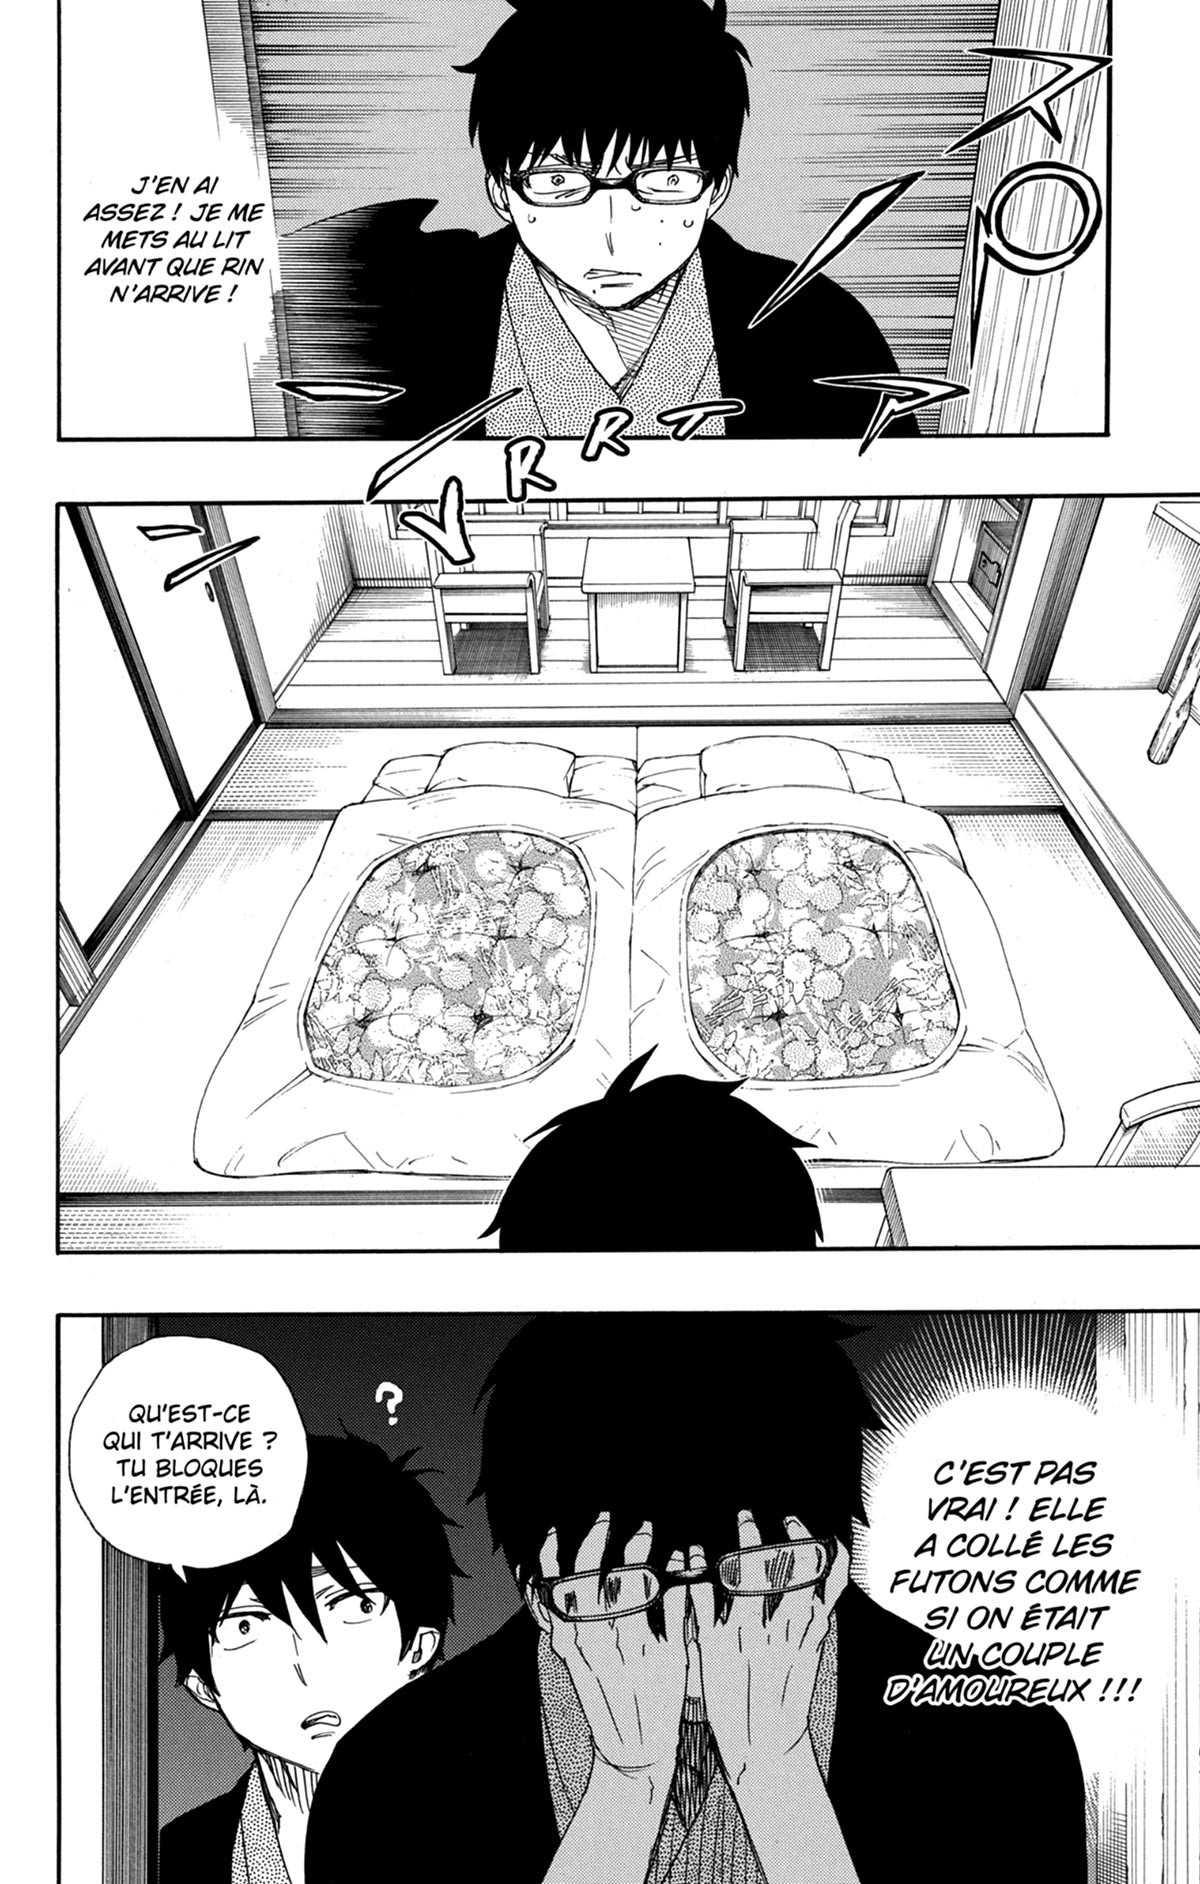 J'EN AI
ASSEZ ! JE ME
METS AU LIT
AVANT QUE RIN
N'ARRIVE !
VRRRT
?
QU'EST-CE
QUI T'ARRIVE ?
TU BLOQUES
L'ENTRÉE, LÀ.
C'EST PAS
VRAI ! ELLE
A COLLÉ LES
FUTONS COMME
SI ON ÉTAIT
UN COUPLE
D'AMOUREUX !!!